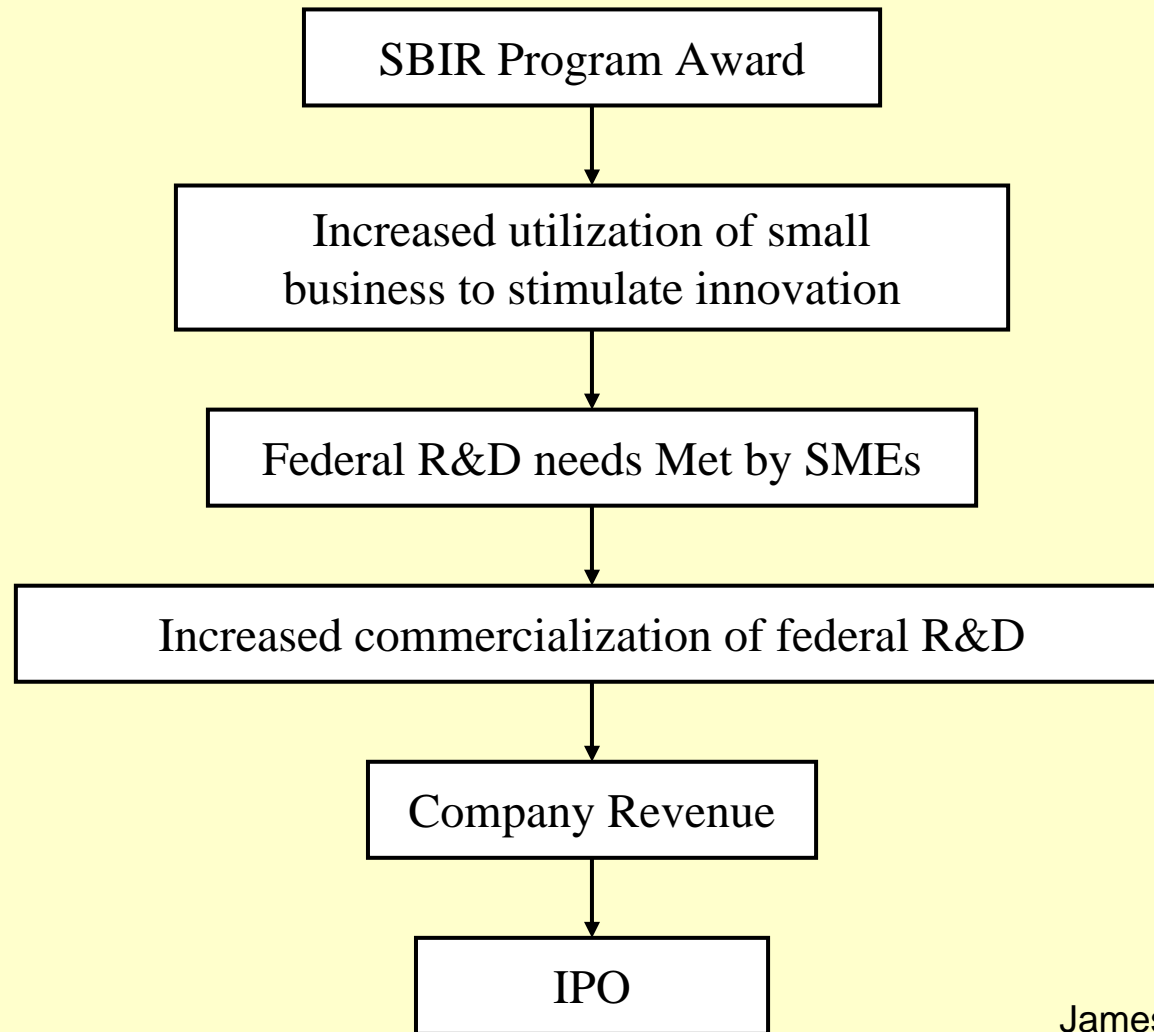 SBIR Program Award
Increased utilization of small
business to stimulate innovation
Federal R&D needs Met by SMEs
Increased commercialization of federal R&D
Company Revenue
IPO
James